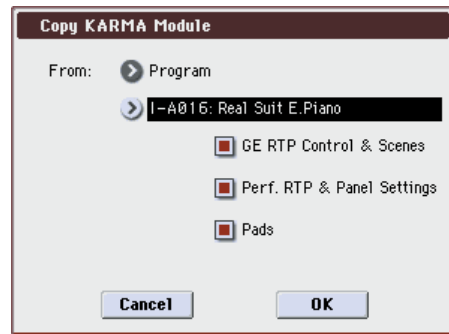 Copy KARMA Module
From: Program
I-A016: Real Suit E.Piano
GE RTP Control & Scenes
Perf. RTP & Panel Settings
Pads
Cancel OK